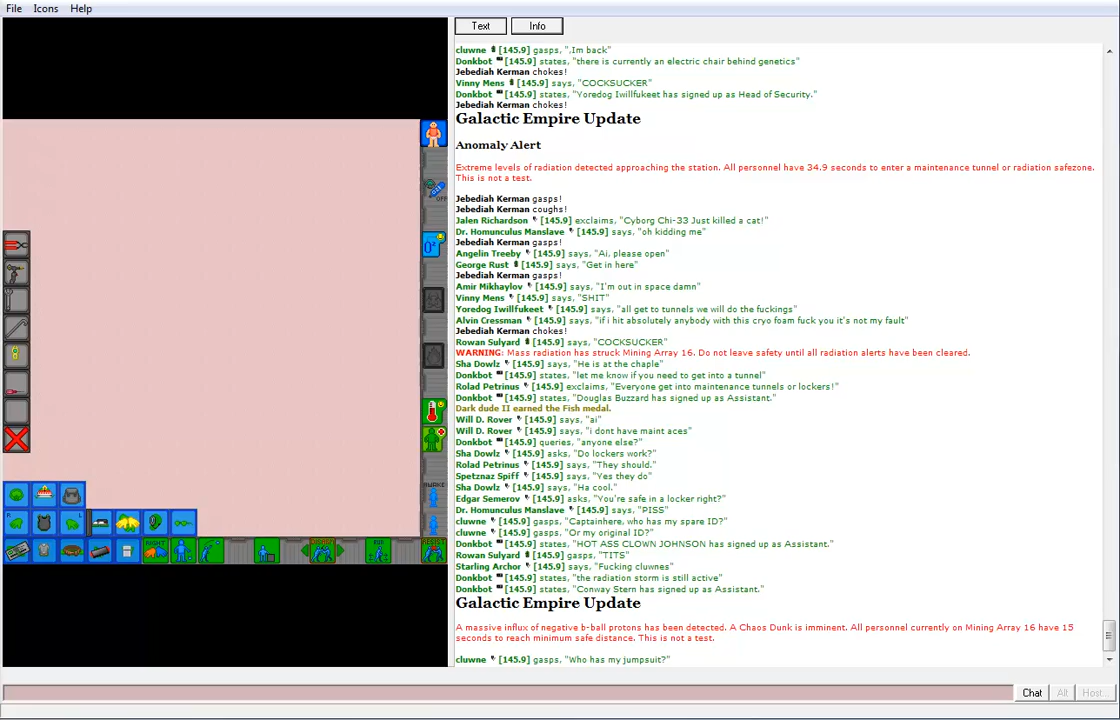 File Icons Help
Text Info
cluwne [145.9] gasps, ",Im back"
Donkbot [145.9] states, "there is currently an electric chair behind genetics"
Jebediah Kerman chokes!
Vinny Mens [145.9] says, "COCKSUCKER"
Donkbot [145.9] states, "Yoredog Iwillfukeet has signed up as Head of Security."
Jebediah Kerman chokes!
Galactic Empire Update
Anomaly Alert
Extreme levels of radiation detected approaching the station. All personnel have 34.9 seconds to enter a maintenance tunnel or radiation safezone.
This is not a test.
Jebediah Kerman gasps!
Jebediah Kerman coughs!
Jalen Richardson [145.9] exclaims, "Cyborg Chi-33 Just killed a cat!"
Dr. Homunculus Manslave [145.9] says, "oh kidding me"
Jebediah Kerman gasps!
Angelin Treeby [145.9] says, "Ai, please open"
George Rust [145.9] says, "Get in here"
Jebediah Kerman gasps!
Amir Mikhaylov [145.9] says, "I'm out in space damn"
Vinny Mens [145.9] says, "SHIT"
Yoredog Iwillfukeet [145.9] says, "all get to tunnels we will do the fuckings"
Alvin Cressman [145.9] says, "if i hit absolutely anybody with this cryo foam fuck you it's not my fault"
Jebediah Kerman chokes!
Rowan Sulyard [145.9] says, "COCKSUCKER"
WARNING: Mass radiation has struck Mining Array 16. Do not leave safety until all radiation alerts have been cleared.
Sha Dowlz [145.9] says, "He is at the chaple"
Donkbot [145.9] states, "let me know if you need to get into a tunnel"
Rolad Petrinus [145.9] exclaims, "Everyone get into maintenance tunnels or lockers!"
Donkbot [145.9] states, "Douglas Buzzard has signed up as Assistant."
Dark dude II earned the Fish medal.
Will D. Rover [145.9] says, "ai"
Will D. Rover [145.9] says, "i dont have maint aces"
Donkbot [145.9] queries, "anyone else?"
Sha Dowlz [145.9] asks, "Do lockers work?"
Rolad Petrinus [145.9] says, "They should."
Spetznaz Spiff [145.9] says, "Yes they do"
Sha Dowlz [145.9] says, "Ha cool."
Edgar Semerov [145.9] asks, "You're safe in a locker right?"
Dr. Homunculus Manslave [145.9] says, "PISS"
cluwne [145.9] gasps, "Captainhere, who has my spare ID?"
cluwne [145.9] gasps, "Or my original ID?"
Donkbot [145.9] states, "HOT ASS CLOWN JOHNSON has signed up as Assistant."
Rowan Sulyard [145.9] gasps, "TITS"
Starling Archor [145.9] says, "Fucking clumnes"
Donkbot [145.9] states, "the radiation storm is still active"
Donkbot [145.9] states, "Conway Stern has signed up as Assistant."
Galactic Empire Update
A massive influx of negative b-ball protons has been detected. A Chaos Dunk is imminent. All personnel currently on Mining Array 16 have 15
seconds to reach minimum safe distance. This is not a test.
cluwne [145.9] gasps, "Who has my jumpsuit?"
OFF
O²
AWAKE
R L
RIGHT
DISARM
RESIST
Chat Alt Host...